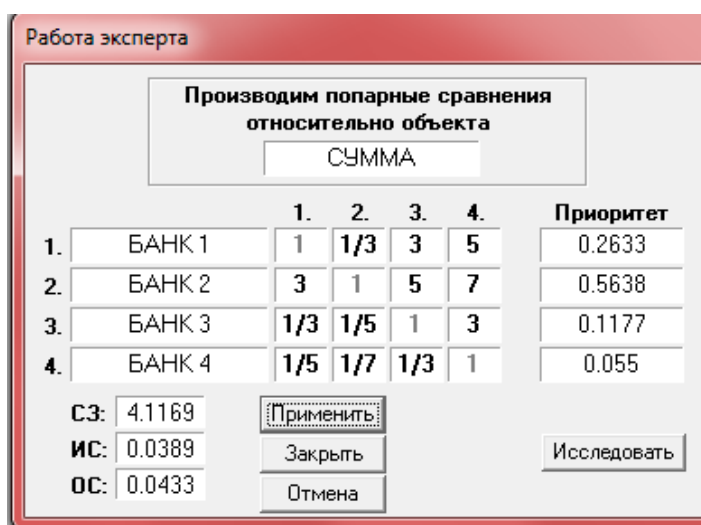 Работа эксперта
Производим попарные сравнения
относительно объекта
СУММА
1. 2. 3. 4. Приоритет
1. БАНК 1 1 1/3 3 5 0.2633
2. БАНК 2 3 1 5 7 0.5638
3. БАНК 3 1/3 1/5 1 3 0.1177
4. БАНК 4 1/5 1/7 1/3 1 0.055
СЗ: 4.1169 Применить
ИС: 0.0389 Закрыть Исследовать
ОС: 0.0433 Отмена